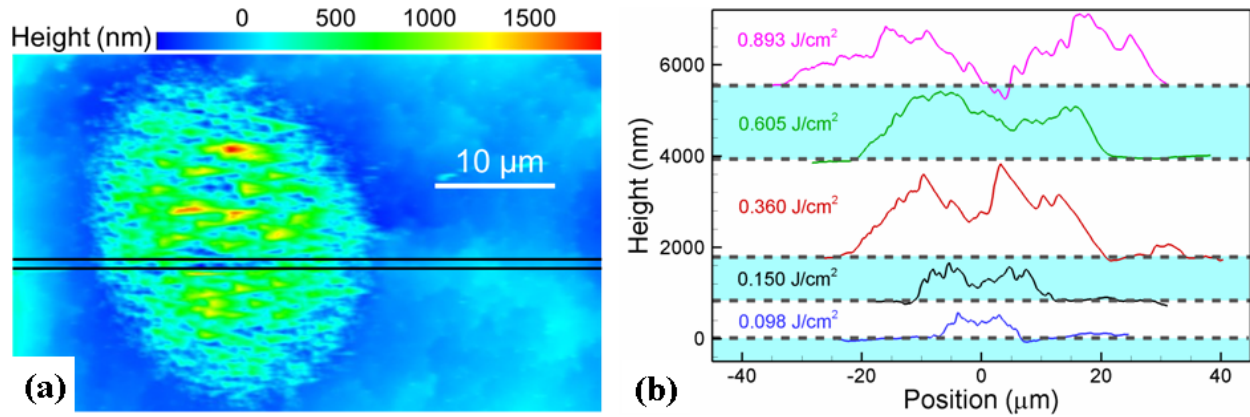 0 500 1000 1500
Height (nm)
10 μm
(a)
Height (nm)
6000
4000
2000
0
0.893 J/cm²
0.605 J/cm²
0.360 J/cm²
0.150 J/cm²
0.098 J/cm²
-40 -20 0 20 40
Position (μm)
(b)